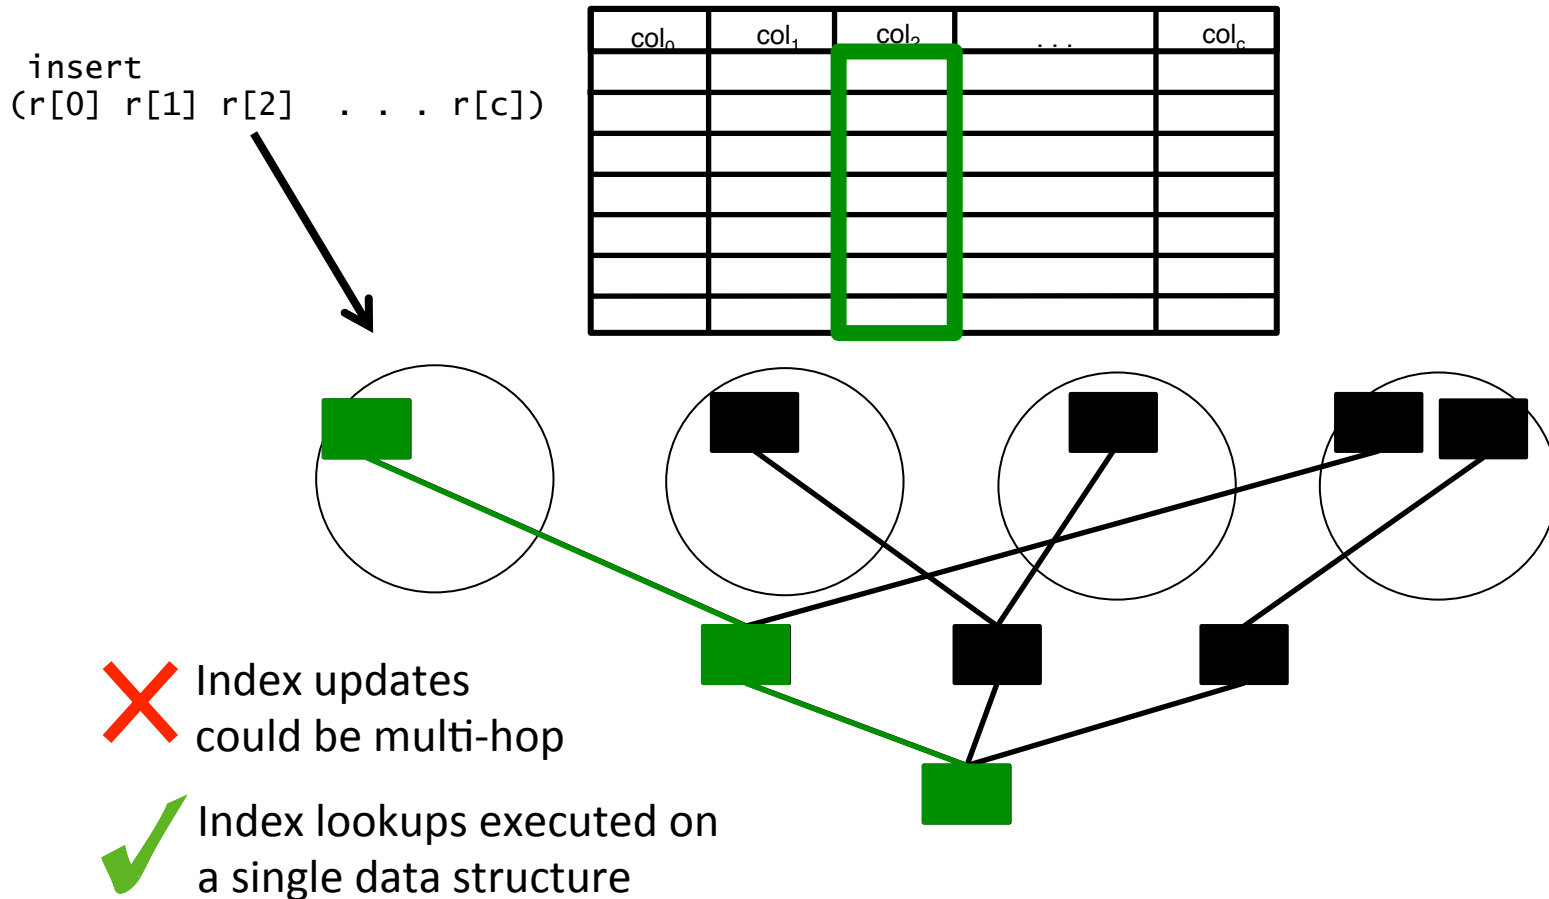 insert
(r[0] r[1] r[2] . . . r[c])
col₀ col₁ col₂ . . . col꜀
Index updates
could be multi-hop
Index lookups executed on
a single data structure